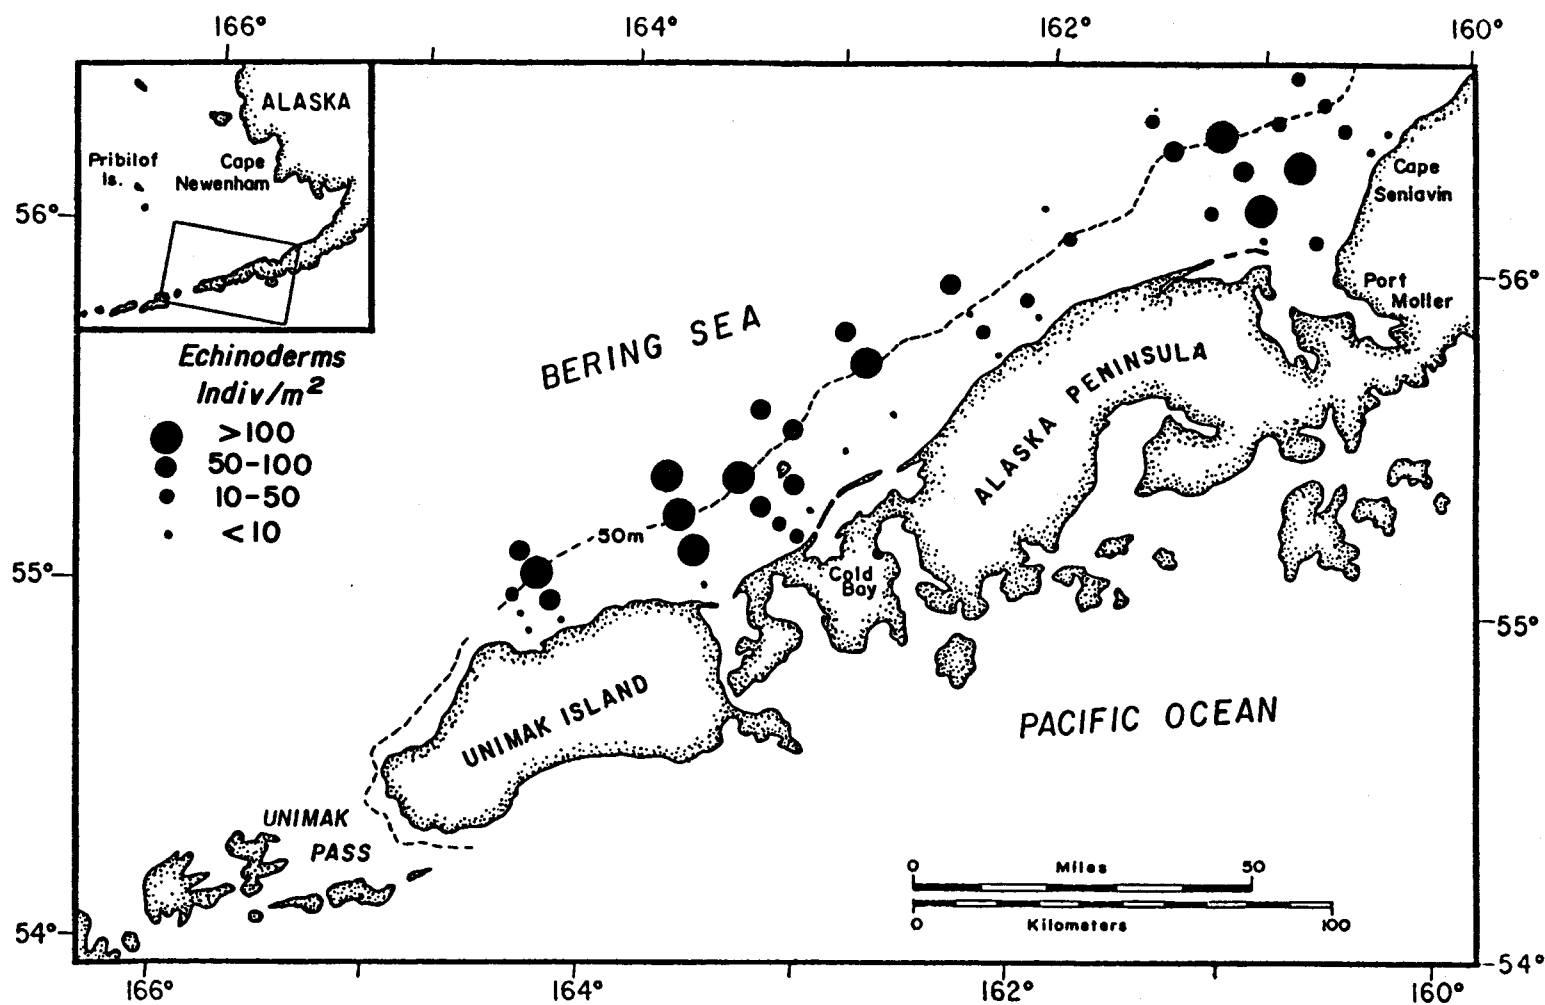 166° 164° 162° 160°
ALASKA
Pribilof
Is.
Cape
Newenham
56°
Cape
Seniavin
56°
Port
Moller
BERING SEA
Echinoderms
Indiv/m²
>100
50-100
10-50
<10
ALASKA PENINSULA
50m
55°
Cold
Bay
55°
UNIMAK ISLAND
PACIFIC OCEAN
UNIMAK
PASS
0 Miles 50
0 Kilometers 100
54°
54°
166° 164° 162° 160°